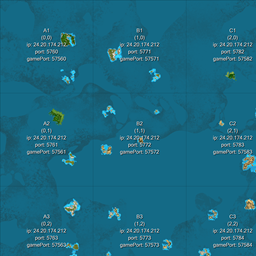 A1
(0,0)
ip: 24.20.174.212
port: 5760
gamePort: 57560
B1
(1,0)
ip: 24.20.174.212
port: 5771
gamePort: 57571
C1
(2,0)
ip: 24.20.174.212
port: 5782
gamePort: 57582
A2
(0,1)
ip: 24.20.174.212
port: 5761
gamePort: 57561
B2
(1,1)
ip: 24.20.174.212
port: 5772
gamePort: 57572
C2
(2,1)
ip: 24.20.174.212
port: 5783
gamePort: 57583
A3
(0,2)
ip: 24.20.174.212
port: 5763
gamePort: 57563
B3
(1,2)
ip: 24.20.174.212
port: 5773
gamePort: 57573
C3
(2,2)
ip: 24.20.174.212
port: 5784
gamePort: 57584